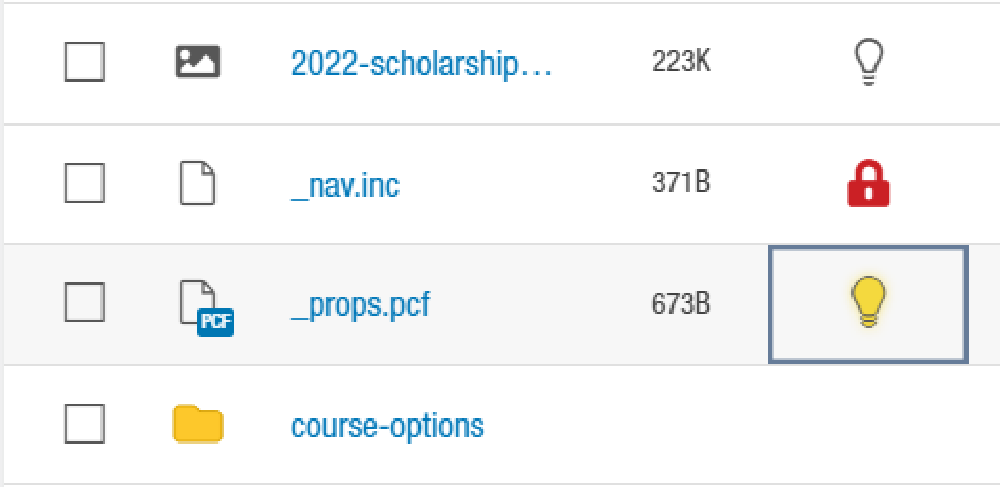 2022-scholarship... 223K
_nav.inc 371B
PCF _props.pcf 673B
course-options